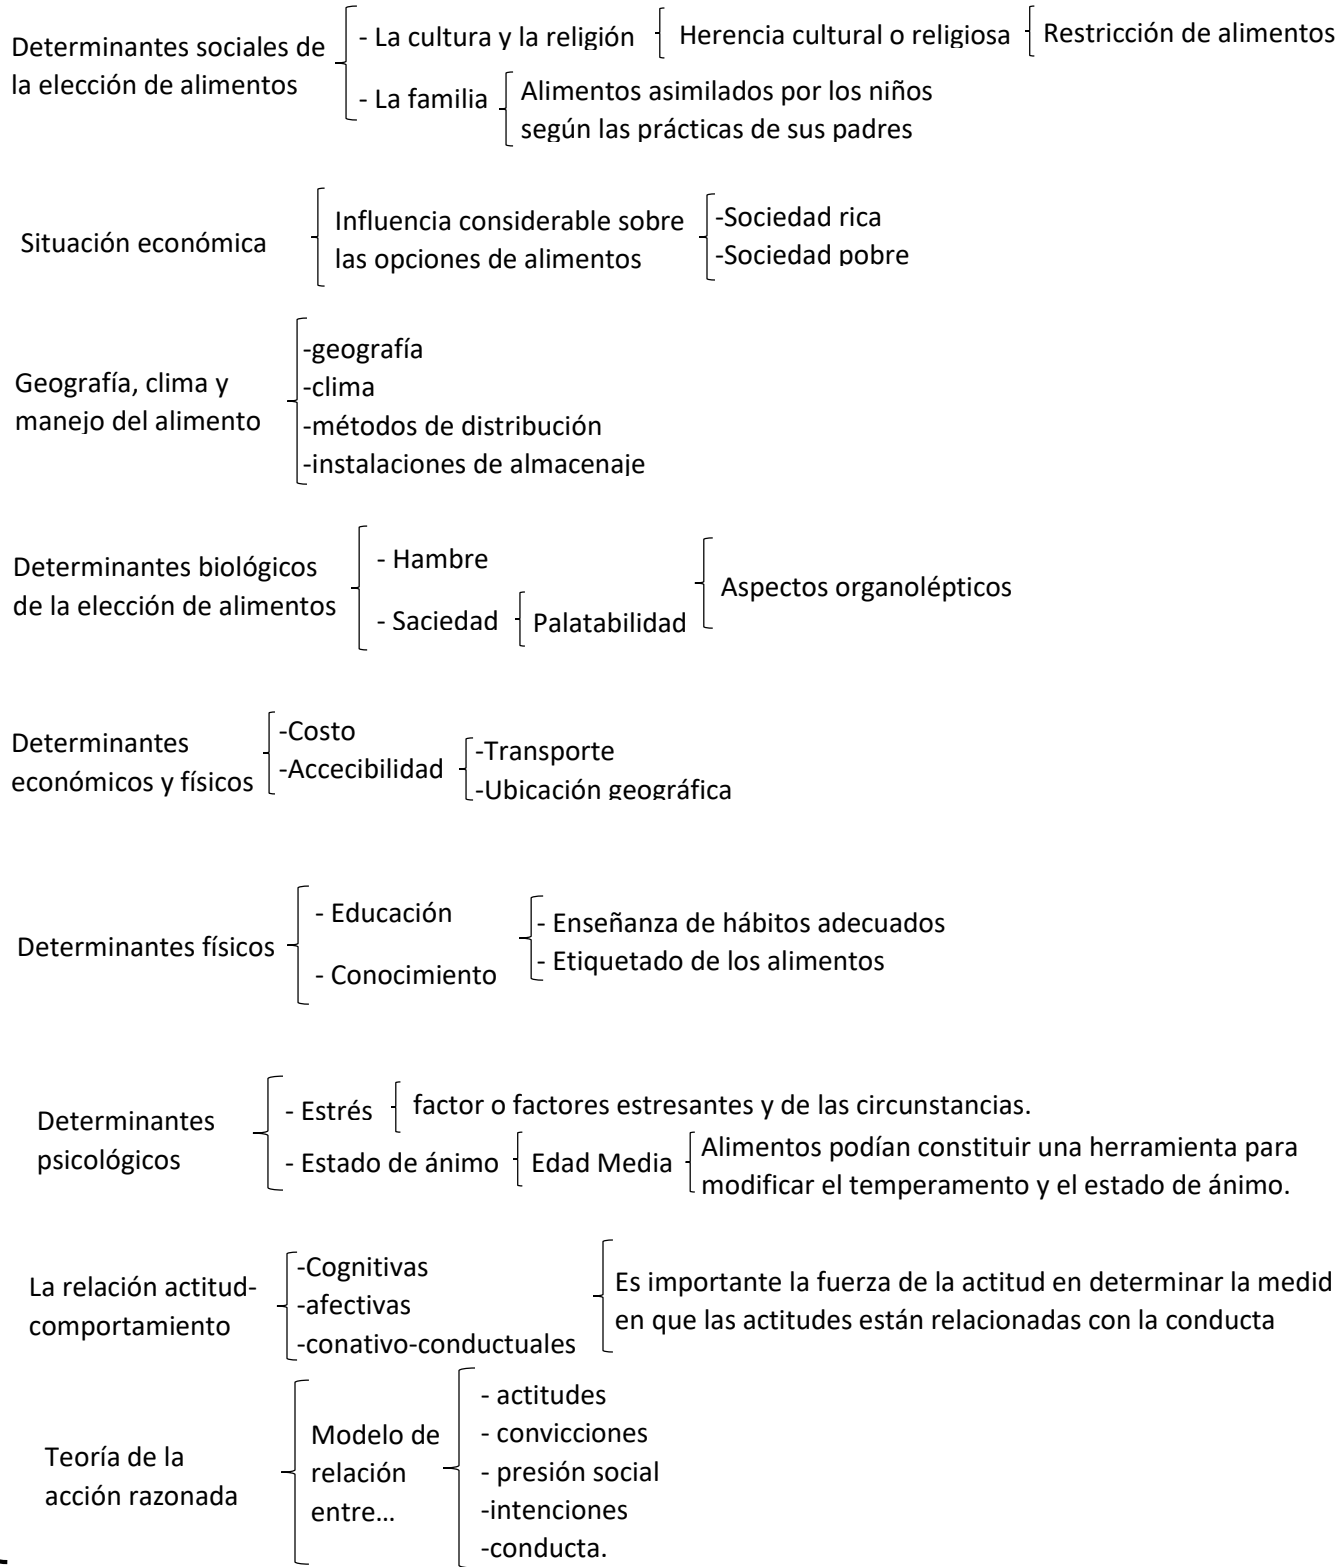 Determinantes sociales de
la elección de alimentos
- La cultura y la religión
Herencia cultural o religiosa
Restricción de alimentos
- La familia
Alimentos asimilados por los niños
según las prácticas de sus padres
Situación económica
Influencia considerable sobre
las opciones de alimentos
-Sociedad rica
-Sociedad pobre
Geografía, clima y
manejo del alimento
-geografía
-clima
-métodos de distribución
-instalaciones de almacenaje
Determinantes biológicos
de la elección de alimentos
- Hambre
- Saciedad
Palatabilidad
Aspectos organolépticos
Determinantes
económicos y físicos
-Costo
-Accecibilidad
-Transporte
-Ubicación geográfica
Determinantes físicos
- Educación
- Conocimiento
- Enseñanza de hábitos adecuados
- Etiquetado de los alimentos
Determinantes
psicológicos
- Estrés
factor o factores estresantes y de las circunstancias.
- Estado de ánimo
Edad Media
Alimentos podían constituir una herramienta para
modificar el temperamento y el estado de ánimo.
La relación actitud-
comportamiento
-Cognitivas
-afectivas
-conativo-conductuales
Es importante la fuerza de la actitud en determinar la medid
en que las actitudes están relacionadas con la conducta
Teoría de la
acción razonada
Modelo de
relación
entre...
- actitudes
- convicciones
- presión social
-intenciones
-conducta.